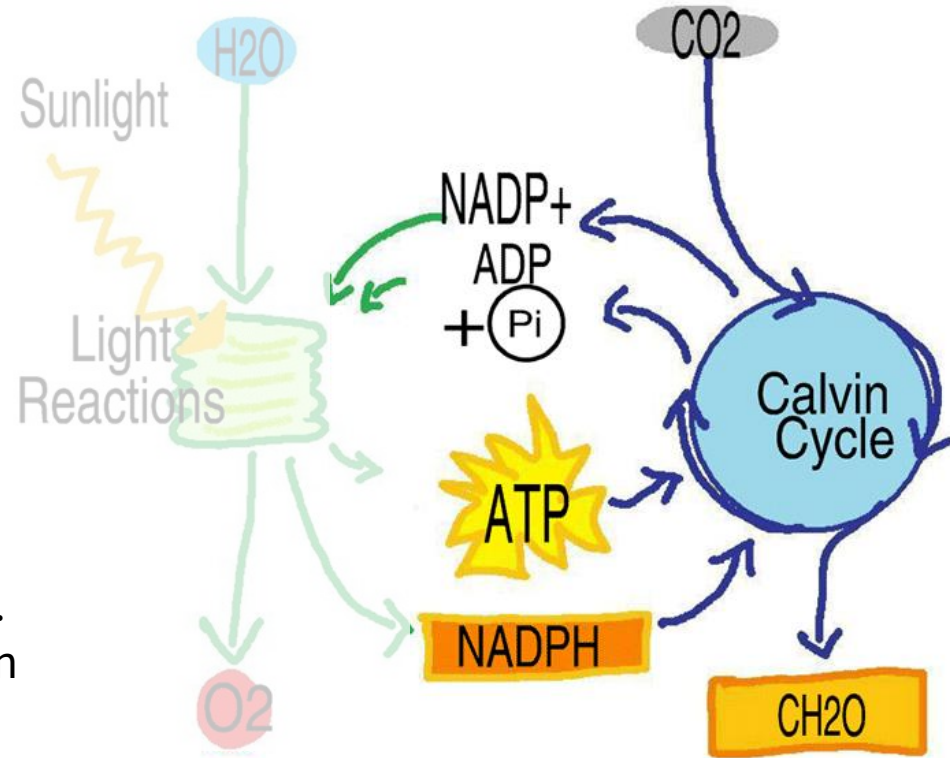 H2O
CO2
Sunlight
NADP+
ADP
+ Pi
Light
Reactions
Calvin
Cycle
ATP
.
n
NADPH
O2
CH2O